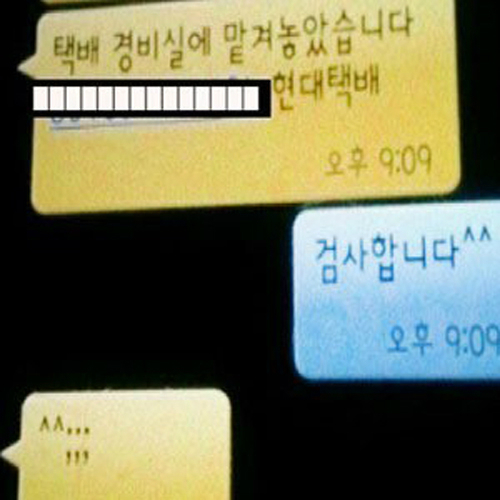 택배 경비실에 맡겨놓았습니다
현대택배
오후 9:09
검사합니다^^
오후 9:09
^^...
,,,